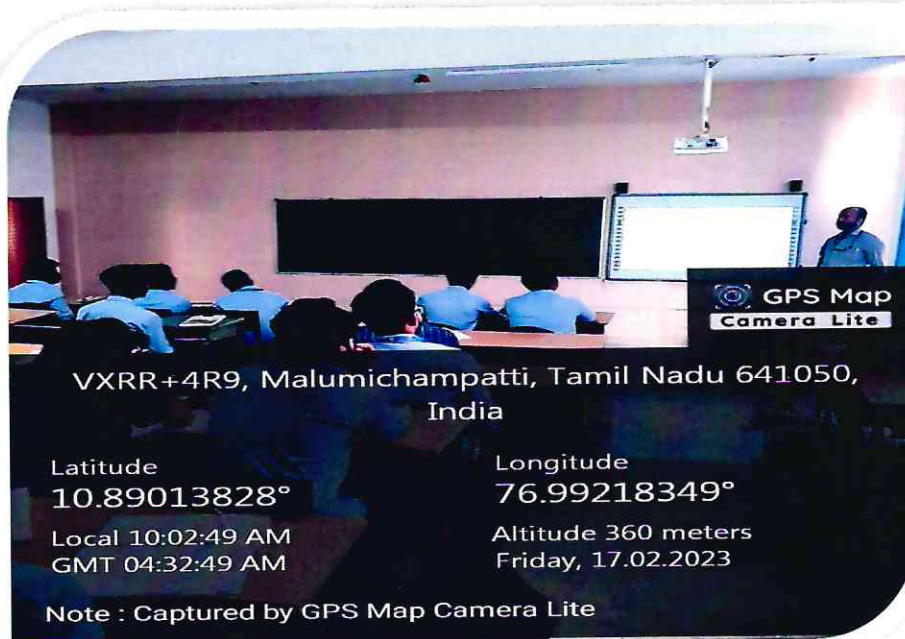 GPS Map
Camera Lite
VXRR+4R9, Malumichampatti, Tamil Nadu 641050,
India
Latitude
10.89013828°
Longitude
76.99218349°
Local 10:02:49 AM
GMT 04:32:49 AM
Altitude 360 meters
Friday, 17.02.2023
Note : Captured by GPS Map Camera Lite